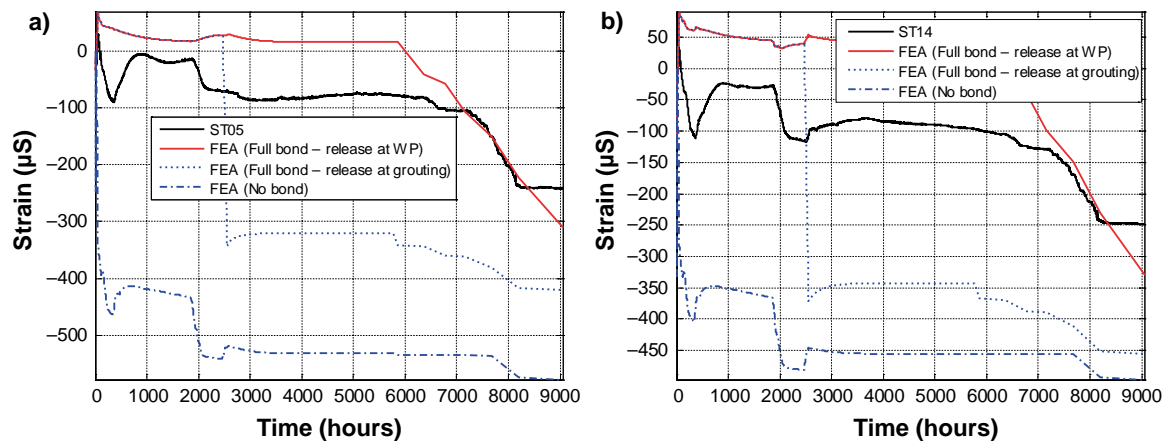 a)
Strain (µS)
0
−100
−200
−300
−400
−500
ST05
FEA (Full bond – release at WP)
FEA (Full bond – release at grouting)
FEA (No bond)
0 1000 2000 3000 4000 5000 6000 7000 8000 9000
Time (hours)
b)
Strain (µS)
50
0
−50
−100
−150
−200
−250
−300
−350
−400
−450
ST14
FEA (Full bond – release at WP)
FEA (Full bond – release at grouting)
FEA (No bond)
0 1000 2000 3000 4000 5000 6000 7000 8000 9000
Time (hours)